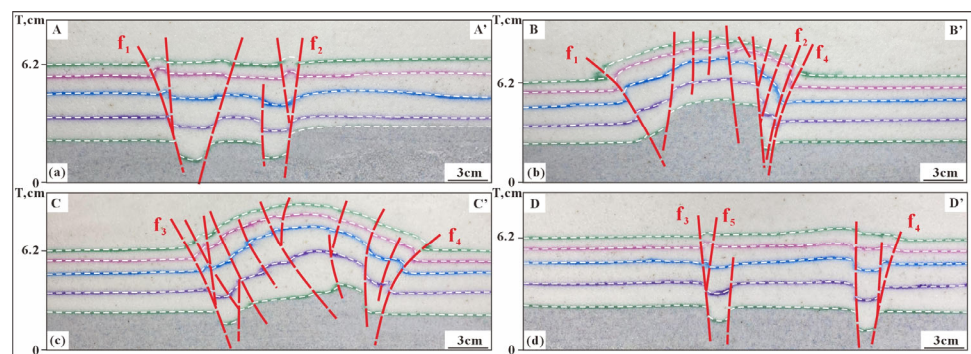 T,cm
A
A'
f1
f2
6.2
0
(a)
3cm
T,cm
B
B'
f1
f2
f4
6.2
0
(b)
3cm
T,cm
C
C'
f3
f4
6.2
0
(c)
3cm
T,cm
D
D'
f3
f5
f4
6.2
0
(d)
3cm